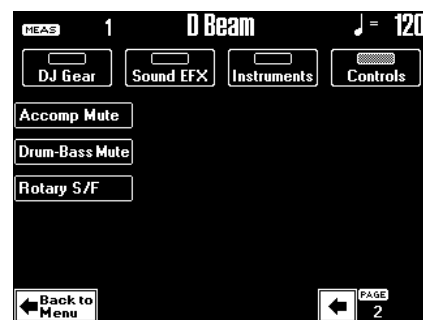 MEAS 1 D Beam ♩= 120
DJ Gear Sound EFX Instruments Controls
Accomp Mute
Drum-Bass Mute
Rotary S/F
Back to
Menu
PAGE
2